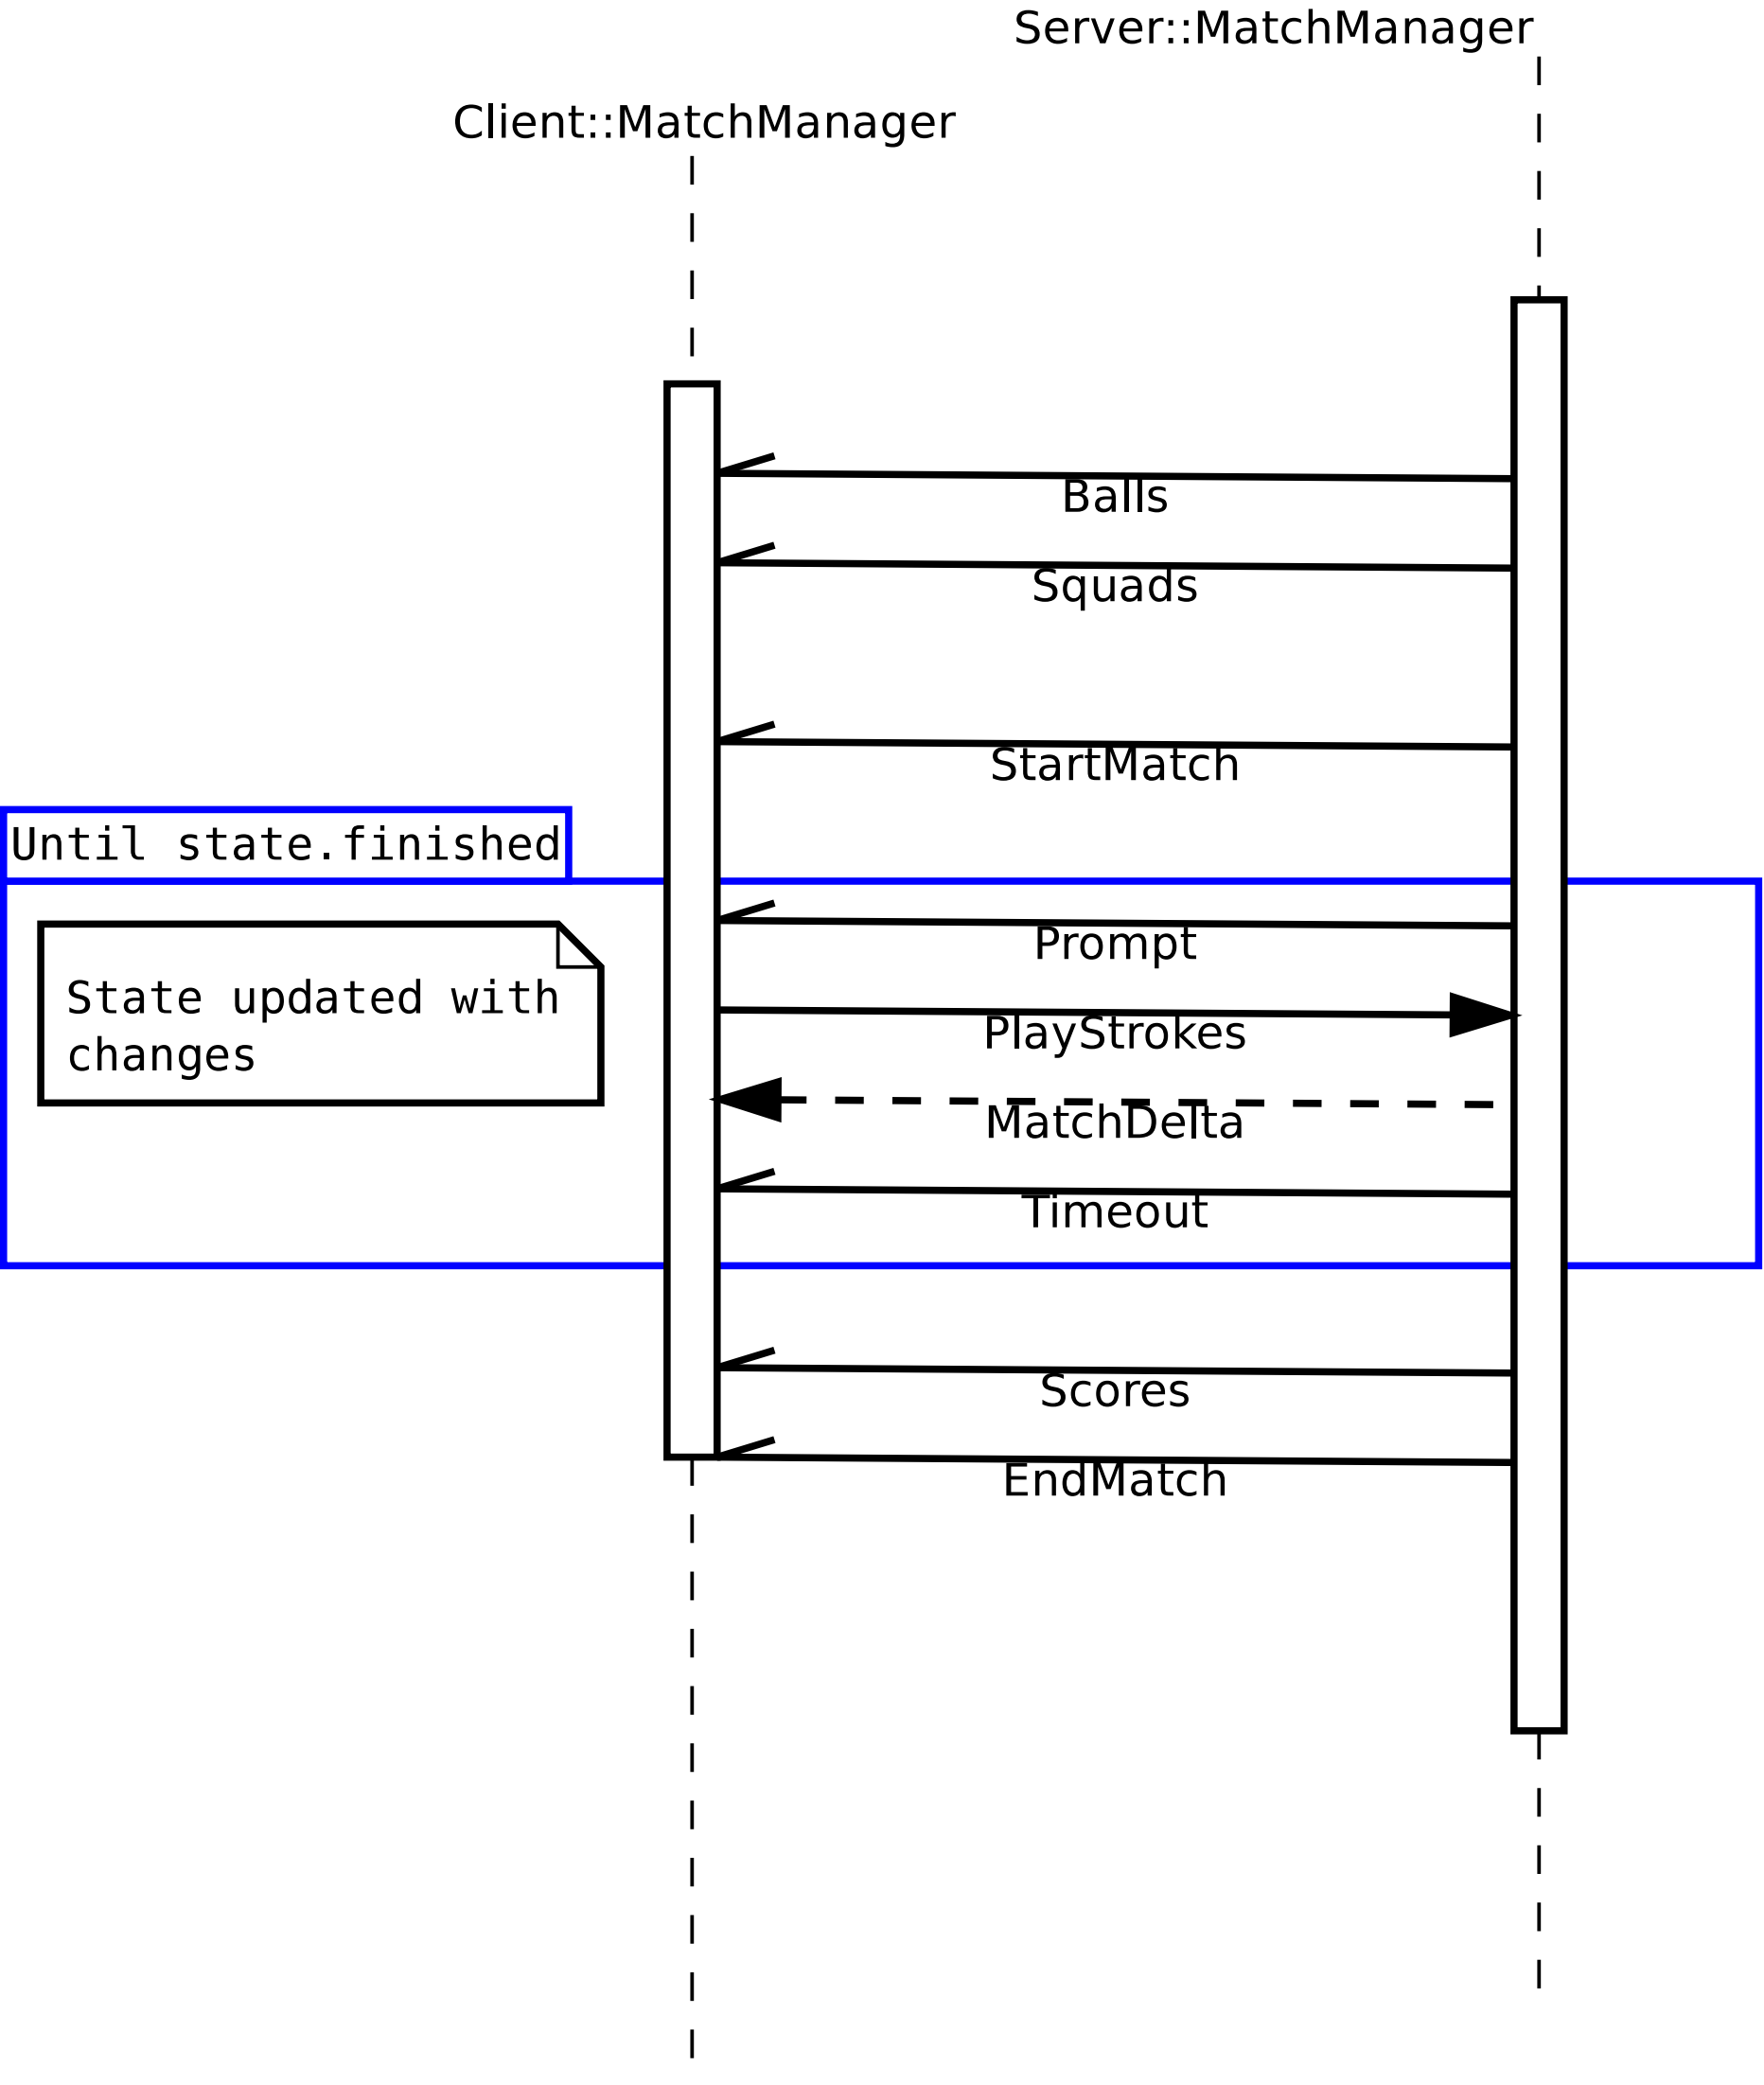 Server::MatchManager
Client::MatchManager
Balls
Squads
StartMatch
Until state.finished
Prompt
State updated with
changes
PlayStrokes
MatchDelta
Timeout
Scores
EndMatch